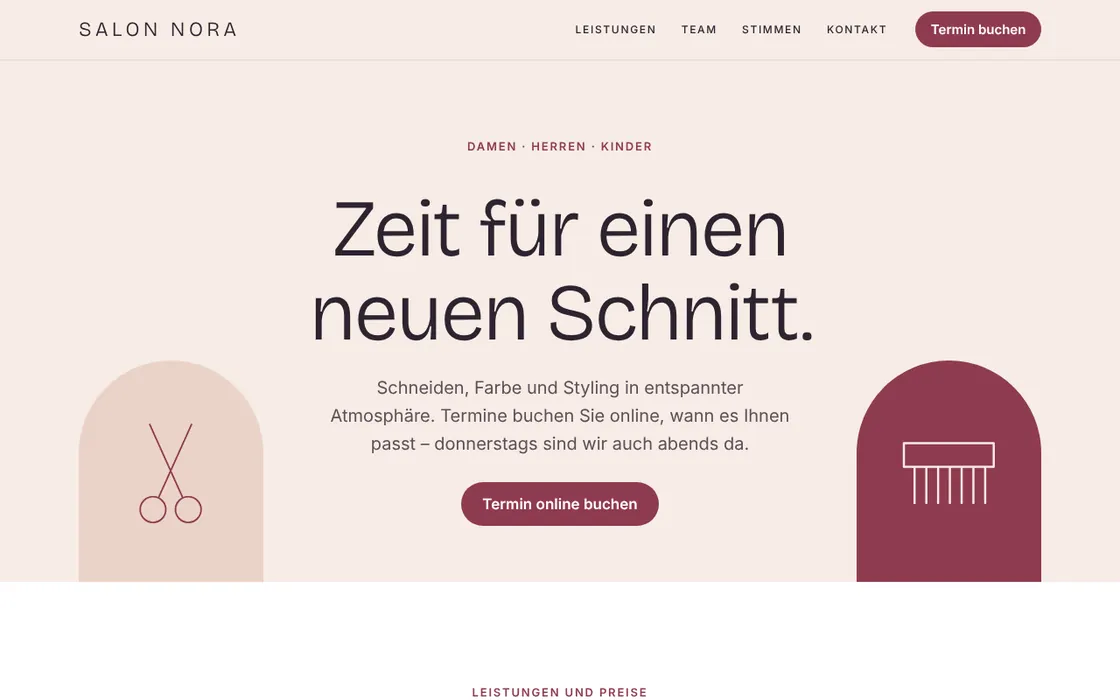 SALON NORA
LEISTUNGEN
TEAM
STIMMEN
KONTAKT
Termin buchen
DAMEN · HERREN · KINDER
Zeit für einen
neuen Schnitt.
Schneiden, Farbe und Styling in entspannter
Atmosphäre. Termine buchen Sie online, wann es Ihnen
passt – donnerstags sind wir auch abends da.
Termin online buchen
LEISTUNGEN UND PREISE